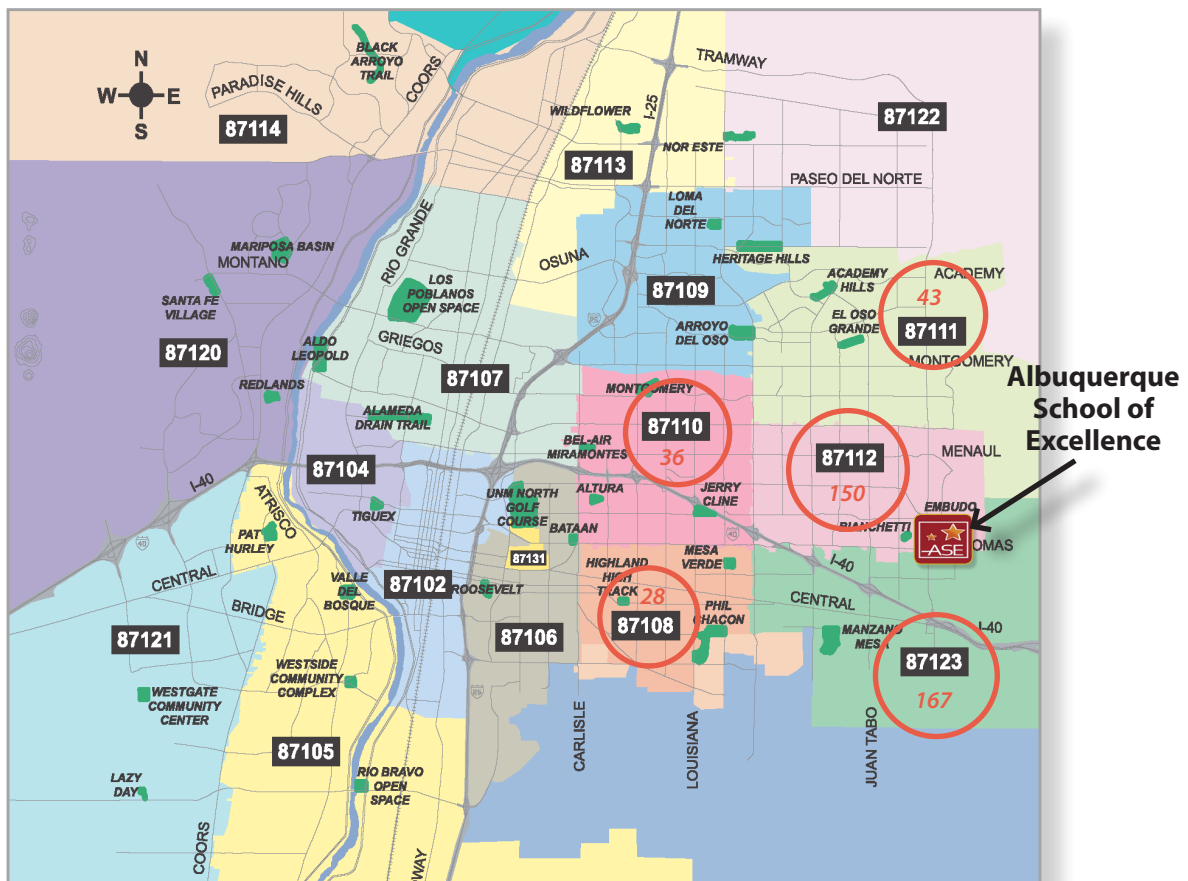 BLACK
ARROYO
TRAIL
COORS
N
W
E
S
PARADISE HILLS
87114
TRAMWAY
I-25
WILDFLOWER
87122
NOR ESTE
87113
PASEO DEL NORTE
LOMA
DEL
NORTE
RIO GRANDE
MARIPOSA BASIN
MONTANO
OSUNA
HERITAGE HILLS
ACADEMY
ACADEMY
HILLS
LOS
POBLANOS
OPEN SPACE
SANTA FE
VILLAGE
87109
43
EL OSO
GRANDE
87111
ARROYO
DEL OSO
GRIEGOS
ALDO
LEOPOLD
87120
MONTGOMERY
87107
REDLANDS
MONTGOMERY
Albuquerque
School of
Excellence
ALAMEDA
DRAIN TRAIL
87110
BEL-AIR
MIRAMONTES
36
87112
MENAUL
87104
I-40
150
ATRISCO
UNM NORTH
GOLF
COURSE
ALTURA
JERRY
CLINE
EMBUDO
TIGUEX
BATAAN
40
40
BIANCHETTI
ASE
OMAS
PAT
HURLEY
87131
MESA
VERDE
I-40
HIGHLAND
HIGH
TRACK
CENTRAL
VALLE
DEL
BOSQUE
87102
ROOSEVELT
28
CENTRAL
BRIDGE
PHIL
CHACON
87108
I-40
87121
87106
MANZANO
MESA
87123
WESTSIDE
COMMUNITY
COMPLEX
167
WESTGATE
COMMUNITY
CENTER
CARLISLE
LOUISIANA
JUAN TABO
87105
LAZY
DAY
RIO BRAVO
OPEN
SPACE
COORS
WAY